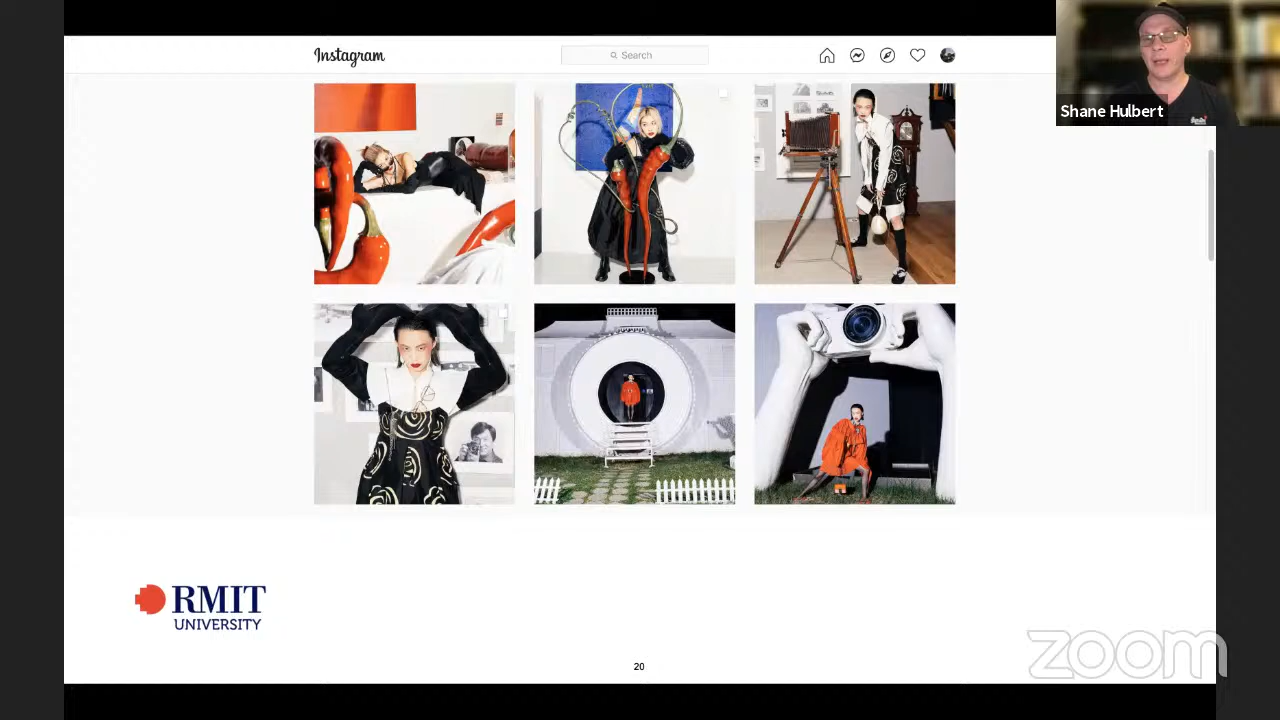 Instagram
Search
Shane Hulbert
RMIT
UNIVERSITY
20
zoom